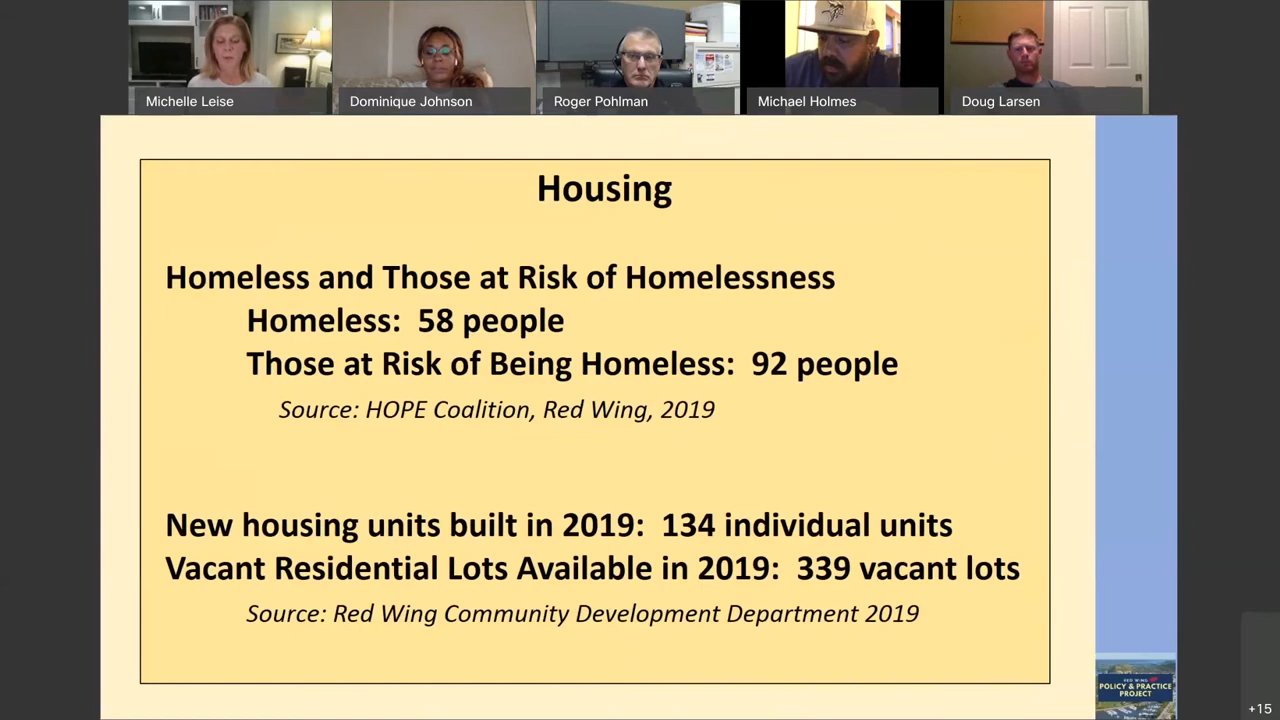 Michelle Leise
Dominique Johnson
Roger Pohlman
Michael Holmes
Doug Larsen
Housing
Homeless and Those at Risk of Homelessness
Homeless: 58 people
Those at Risk of Being Homeless: 92 people
Source: HOPE Coalition, Red Wing, 2019
New housing units built in 2019: 134 individual units
Vacant Residential Lots Available in 2019: 339 vacant lots
Source: Red Wing Community Development Department 2019
RED WING
POLICY & PRACTICE
PROJECT
+15